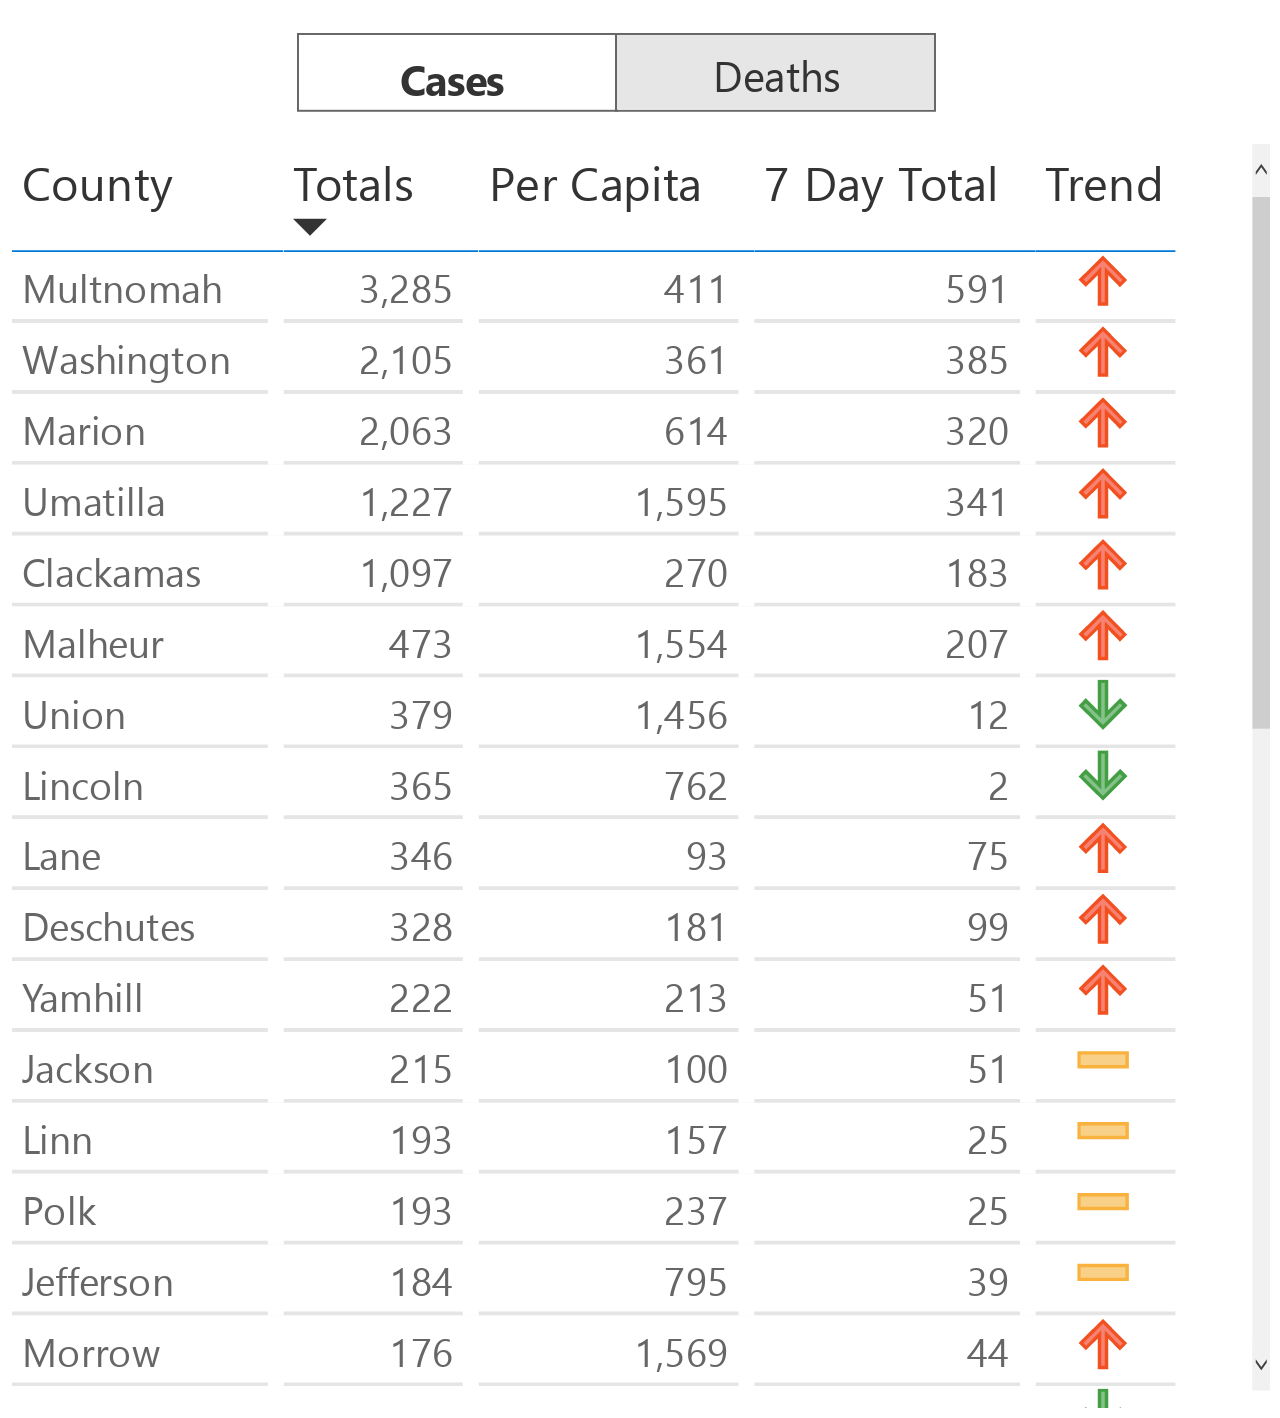 Cases Deaths
County Totals Per Capita 7 Day Total Trend
Multnomah 3,285 411 591
Washington 2,105 361 385
Marion 2,063 614 320
Umatilla 1,227 1,595 341
Clackamas 1,097 270 183
Malheur 473 1,554 207
Union 379 1,456 12
Lincoln 365 762 2
Lane 346 93 75
Deschutes 328 181 99
Yamhill 222 213 51
Jackson 215 100 51
Linn 193 157 25
Polk 193 237 25
Jefferson 184 795 39
Morrow 176 1,569 44